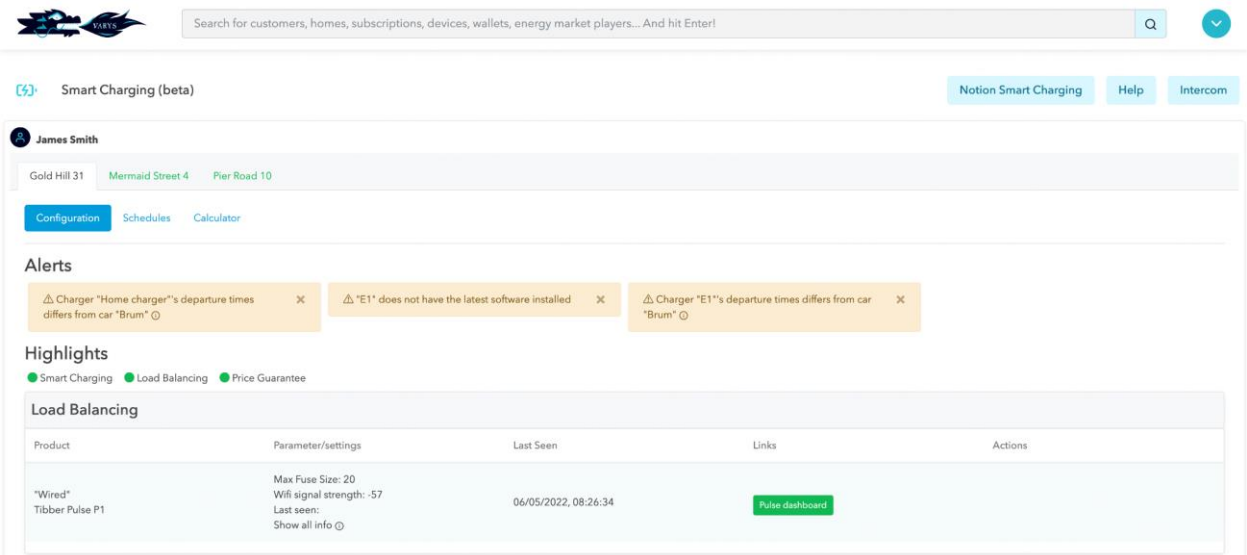 VARYS
Search for customers, homes, subscriptions, devices, wallets, energy market players... And hit Enter!
Smart Charging (beta)
Notion Smart Charging
Help
Intercom
James Smith
Gold Hill 31
Mermaid Street 4
Pier Road 10
Configuration
Schedules
Calculator
Alerts
Charger "Home charger"'s departure times
differs from car "Brum"
"E1" does not have the latest software installed
Charger "E1"'s departure times differs from car
"Brum"
Highlights
Smart Charging
Load Balancing
Price Guarantee
Load Balancing
Product
Parameter/settings
Last Seen
Links
Actions
"Wired"
Tibber Pulse P1
Max Fuse Size: 20
Wifi signal strength: -57
Last seen:
Show all info
06/05/2022, 08:26:34
Pulse dashboard